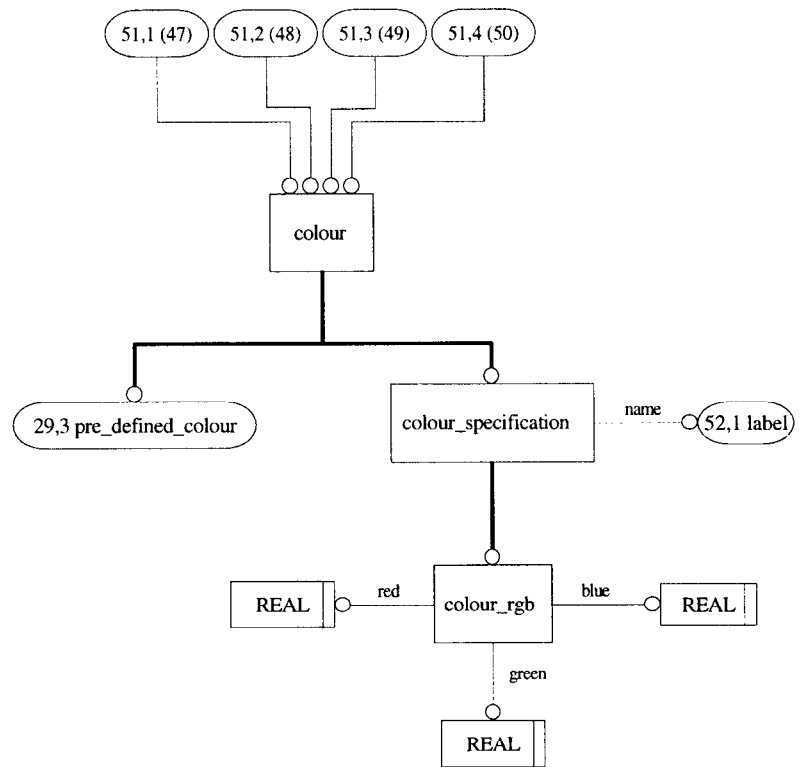 51,1 (47)
51,2 (48)
51,3 (49)
51,4 (50)
colour
29,3 pre_defined_colour
colour_specification
name
52,1 label
REAL
red
colour_rgb
blue
REAL
green
REAL